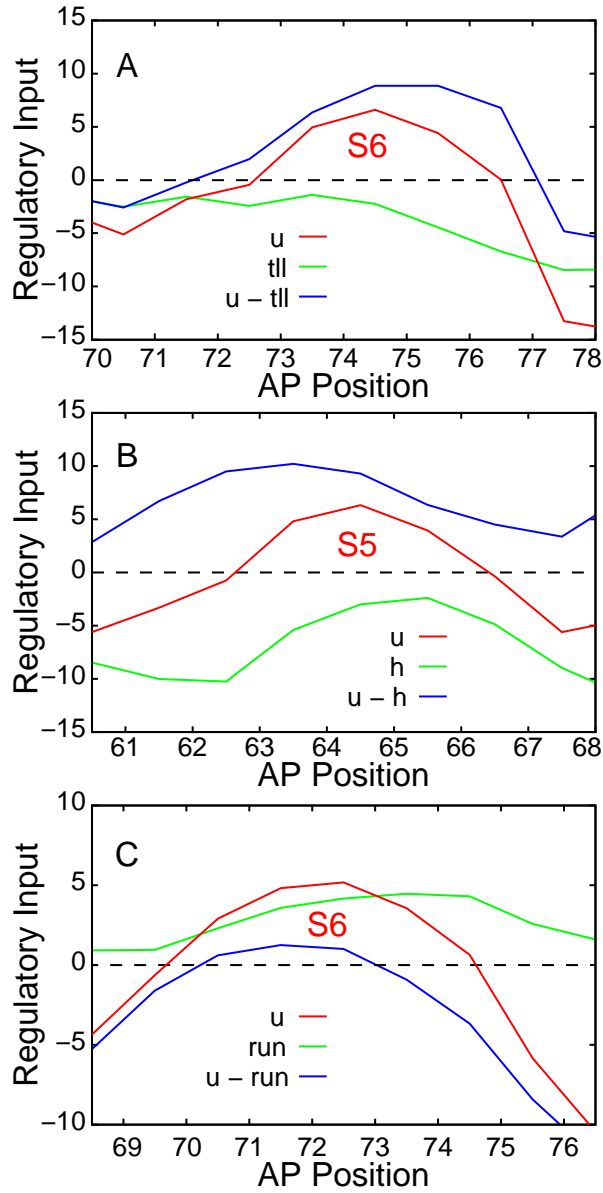 A
Regulatory Input
15
10
5
0
−5
−10
−15
S6
u
tll
u − tll
70 71 72 73 74 75 76 77 78
AP Position
B
Regulatory Input
15
10
5
0
−5
−10
−15
S5
u
h
u − h
61 62 63 64 65 66 67 68
AP Position
C
Regulatory Input
10
5
0
−5
−10
S6
u
run
u − run
69 70 71 72 73 74 75 76
AP Position